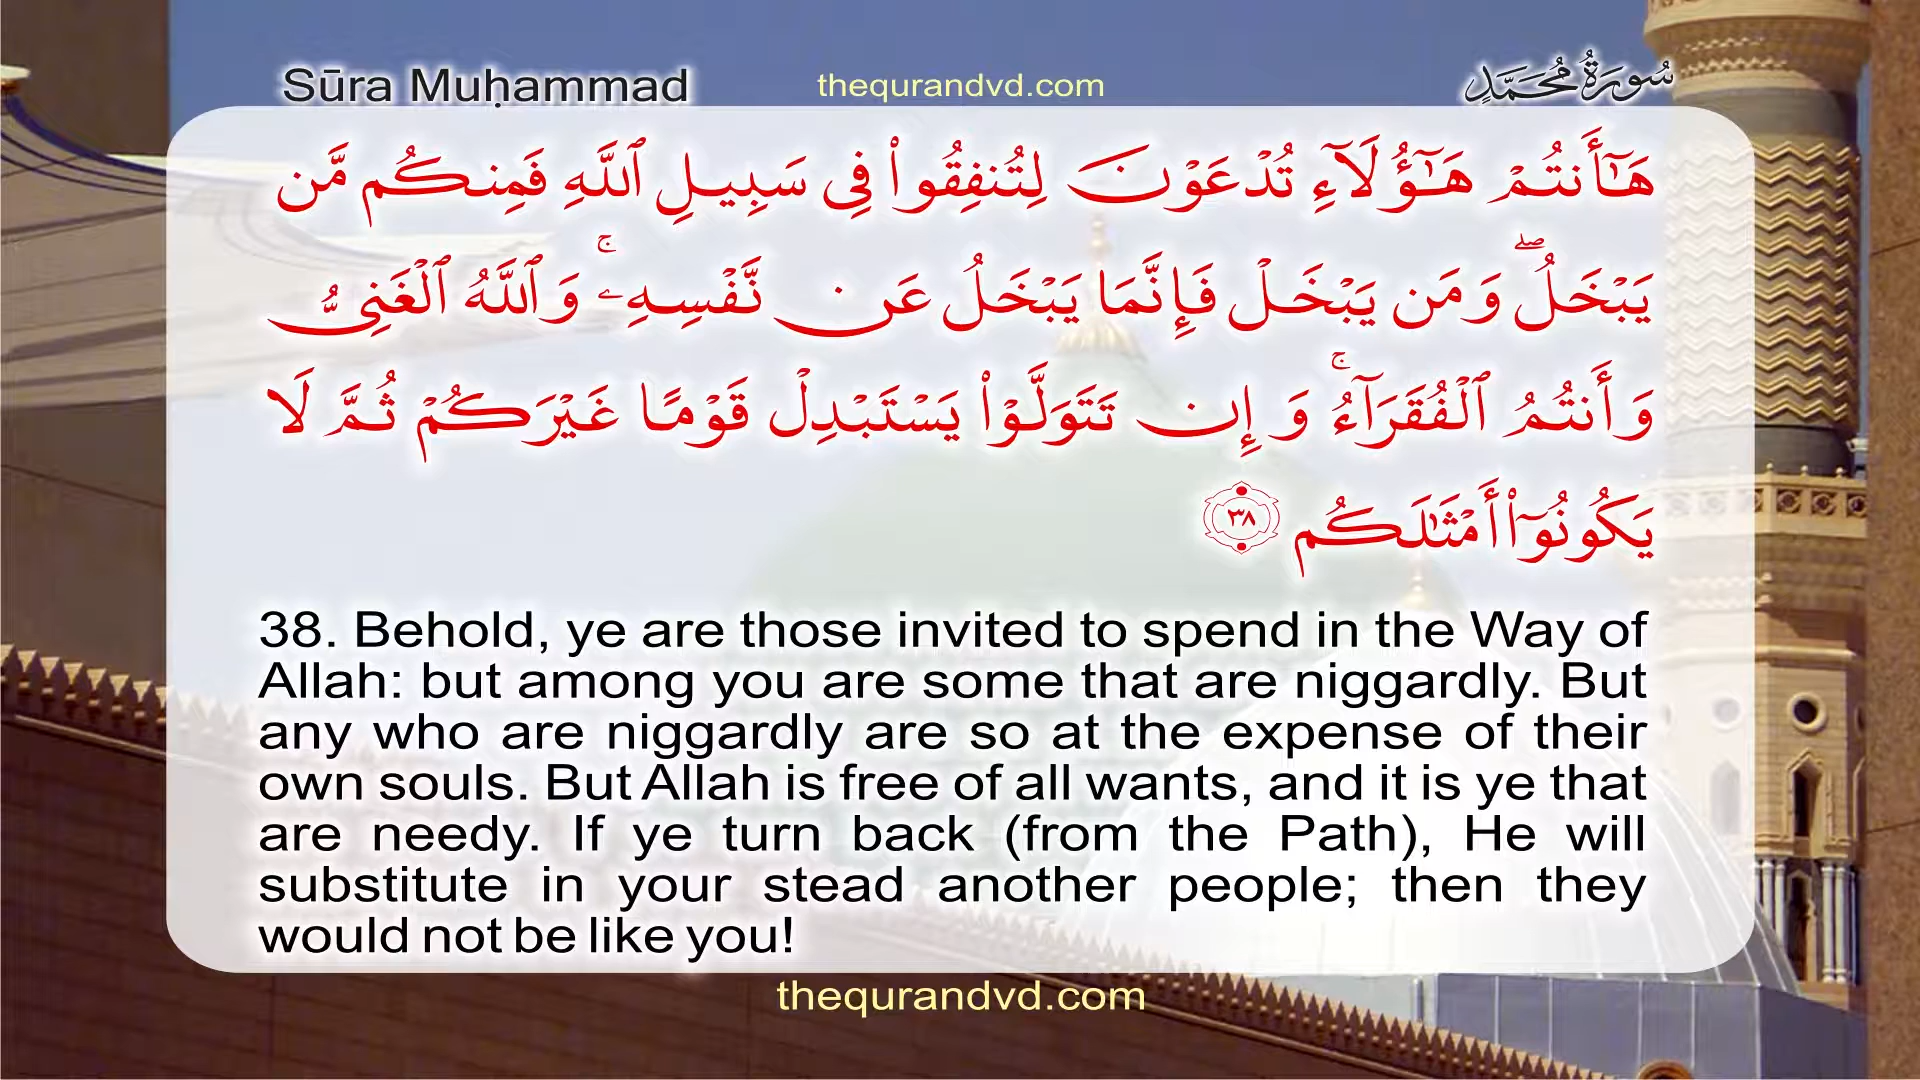 Sūra Muḥammad
thequrandvd.com
سُورَةُ مُحَمَّدٍ
هَٰٓأَنتُمْ هَٰٓؤُلَآءِ تُدْعَوْنَ لِتُنفِقُوا۟ فِى سَبِيلِ ٱللَّهِ فَمِنكُم مَّن
يَبْخَلُ ۖ وَمَن يَبْخَلْ فَإِنَّمَا يَبْخَلُ عَن نَّفْسِهِۦ ۚ وَٱللَّهُ ٱلْغَنِىُّ
وَأَنتُمُ ٱلْفُقَرَآءُ ۚ وَإِن تَتَوَلَّوْا۟ يَسْتَبْدِلْ قَوْمًا غَيْرَكُمْ ثُمَّ لَا
يَكُونُوٓا۟ أَمْثَٰلَكُم ٣٨
38. Behold, ye are those invited to spend in the Way of
Allah: but among you are some that are niggardly. But
any who are niggardly are so at the expense of their
own souls. But Allah is free of all wants, and it is ye that
are needy. If ye turn back (from the Path), He will
substitute in your stead another people; then they
would not be like you!
thequrandvd.com